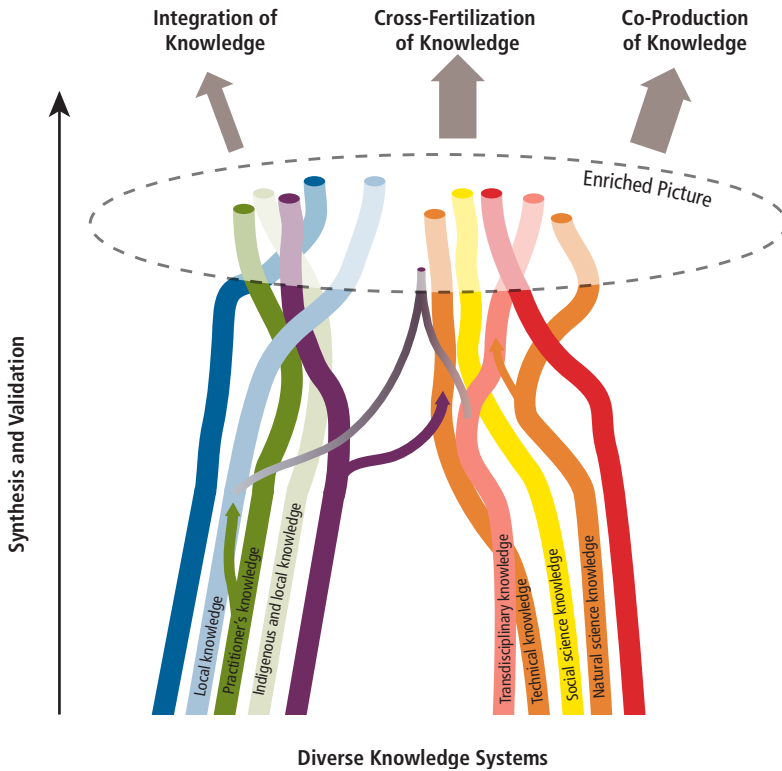 Integration of
Knowledge
Cross-Fertilization
of Knowledge
Co-Production
of Knowledge
Enriched Picture
Synthesis and Validation
Local knowledge
Practitioner's knowledge
Indigenous and local knowledge
Transdisciplinary knowledge
Technical knowledge
Social science knowledge
Natural science knowledge
Diverse Knowledge Systems